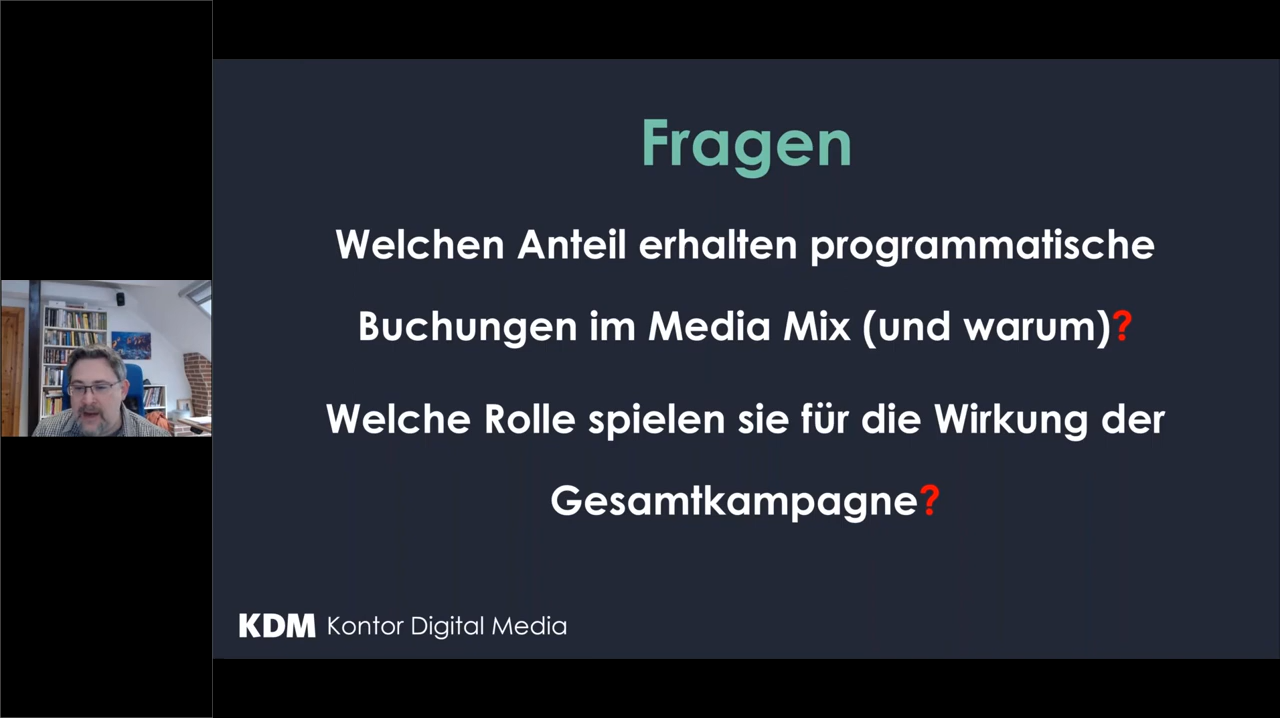 Fragen
Welchen Anteil erhalten programmatische
Buchungen im Media Mix (und warum)?
Welche Rolle spielen sie für die Wirkung der
Gesamtkampagne?
KDM Kontor Digital Media